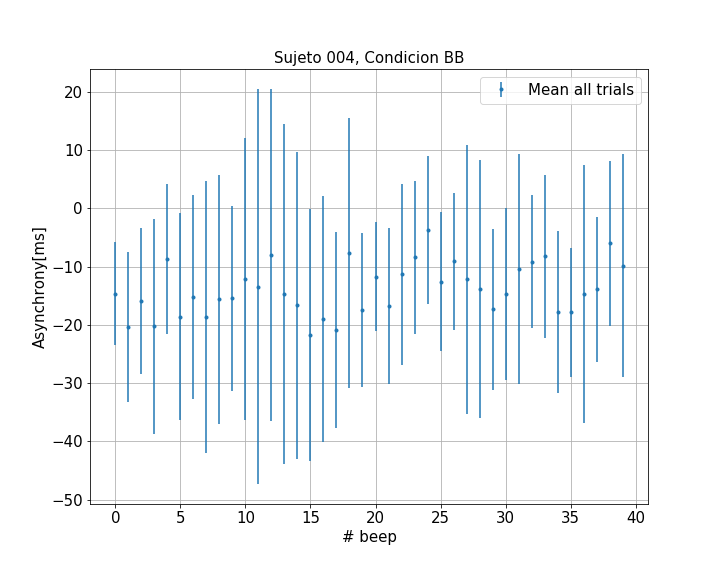 Sujeto 004, Condicion BB
Mean all trials
20
10
0
−10
−20
−30
−40
−50
Asynchrony[ms]
0 5 10 15 20 25 30 35 40
# beep